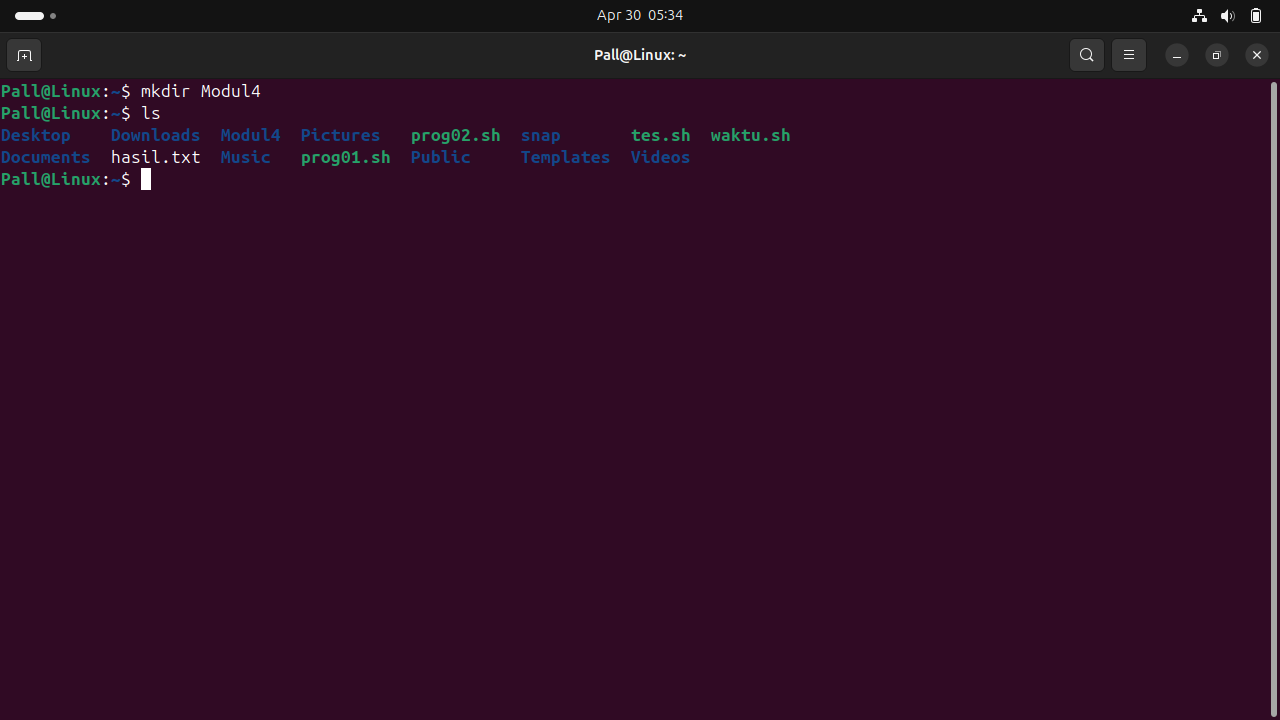 Apr 30 05:34
Pall@Linux: ~
Pall@Linux:~$ mkdir Modul4
Pall@Linux:~$ ls
Desktop    Downloads  Modul4  Pictures   prog02.sh  snap       tes.sh  waktu.sh
Documents  hasil.txt  Music   prog01.sh  Public     Templates  Videos
Pall@Linux:~$